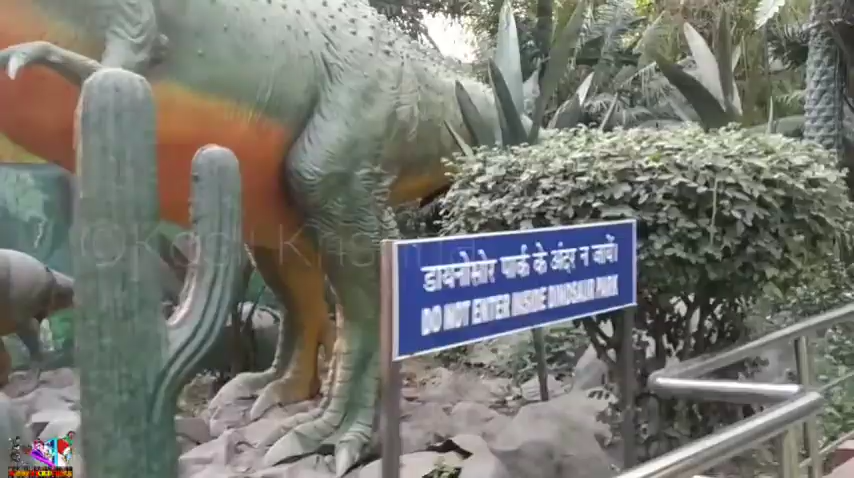 डायनोसोर पार्क के अंदर न जायें।
DO NOT ENTER INSIDE DINOSAUR PARK